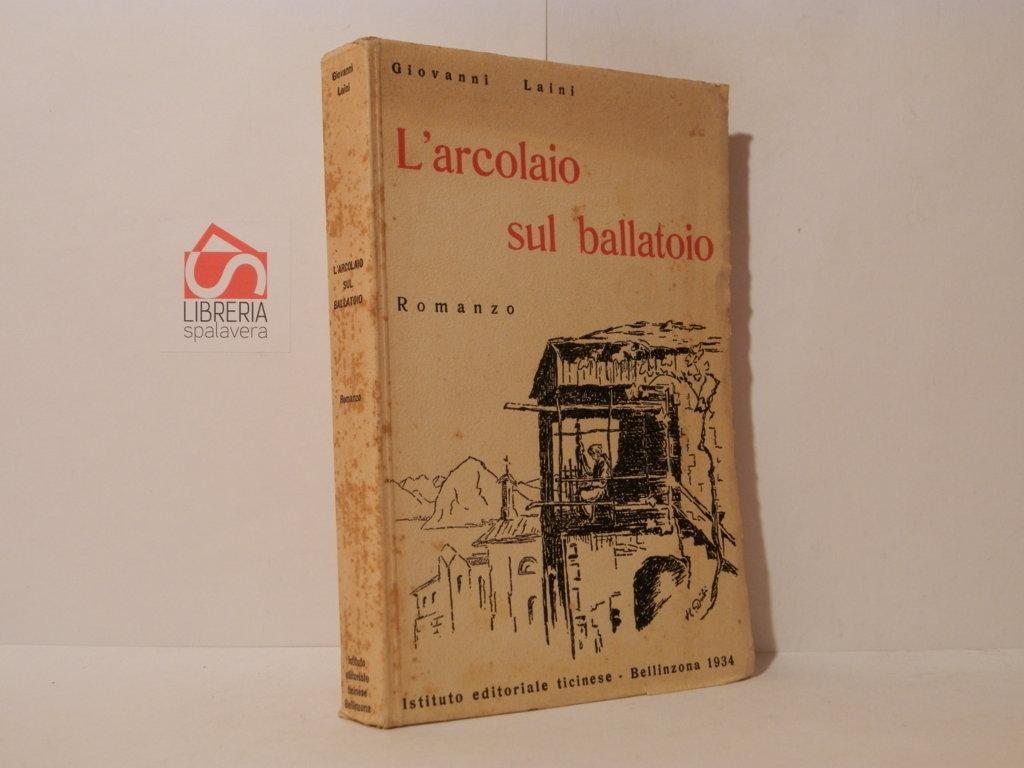 Giovanni Laini
L'arcolaio
sul ballatoio
Romanzo
Istituto editoriale ticinese - Bellinzona 1934
Giovanni
Laini
L'ARCOLAIO
SUL
BALLATOIO
Romanzo
Istituto
editoriale
ticinese
Bellinzona
LIBRERIA
spalavera